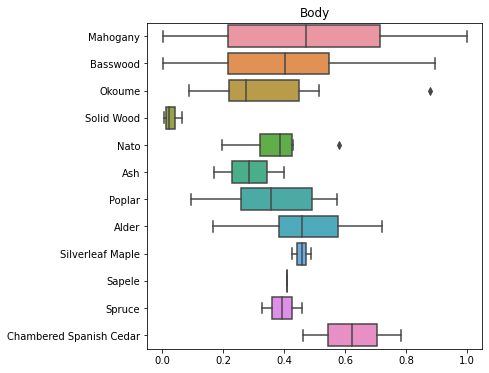 Body
Mahogany
Basswood
Okoume
Solid Wood
Nato
Ash
Poplar
Alder
Silverleaf Maple
Sapele
Spruce
Chambered Spanish Cedar
0.0 0.2 0.4 0.6 0.8 1.0